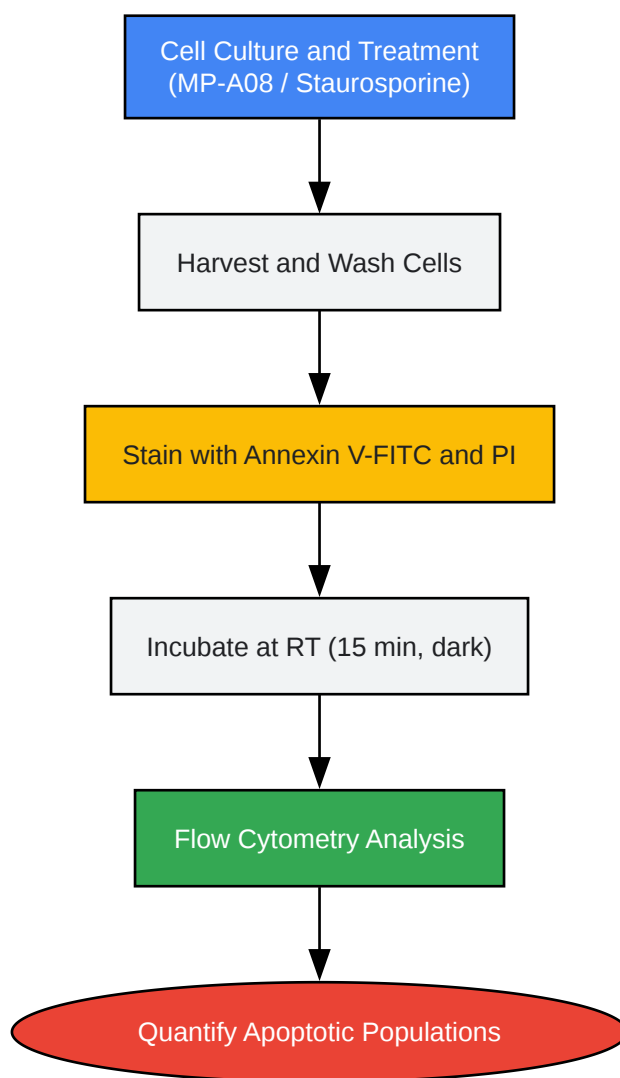 Cell Culture and Treatment
(MP-A08 / Staurosporine)
Harvest and Wash Cells
Stain with Annexin V-FITC and PI
Incubate at RT (15 min, dark)
Flow Cytometry Analysis
Quantify Apoptotic Populations